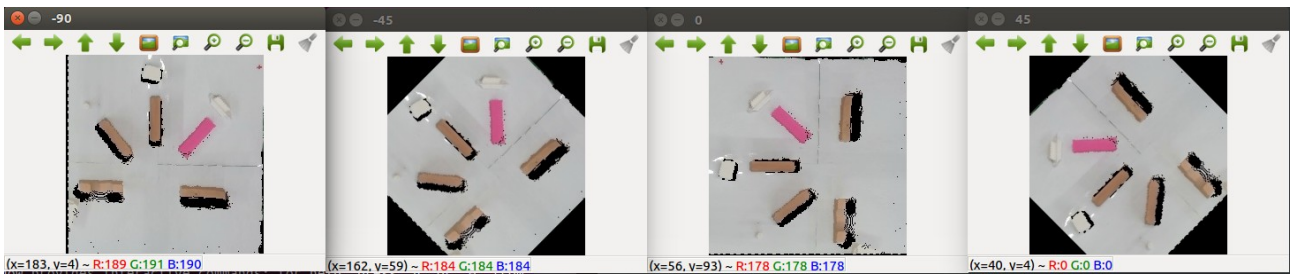 -90
-45
0
45
(x=183, y=4) ~ R:189 G:191 B:190
(x=162, y=59) ~ R:184 G:184 B:184
(x=56, y=93) ~ R:178 G:178 B:178
(x=40, y=4) ~ R:0 G:0 B:0